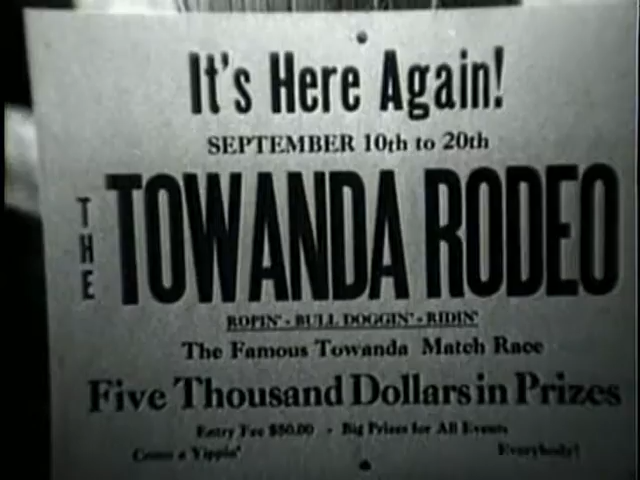 It's Here Again!
SEPTEMBER 10th to 20th
THE TOWANDA RODEO
ROPIN' - BULL DOGGIN' - RIDIN'
The Famous Towanda Match Race
Five Thousand Dollars in Prizes
Entry Fee $50.00 - Big Prizes for All Events
Come a Yippin' Everybody!